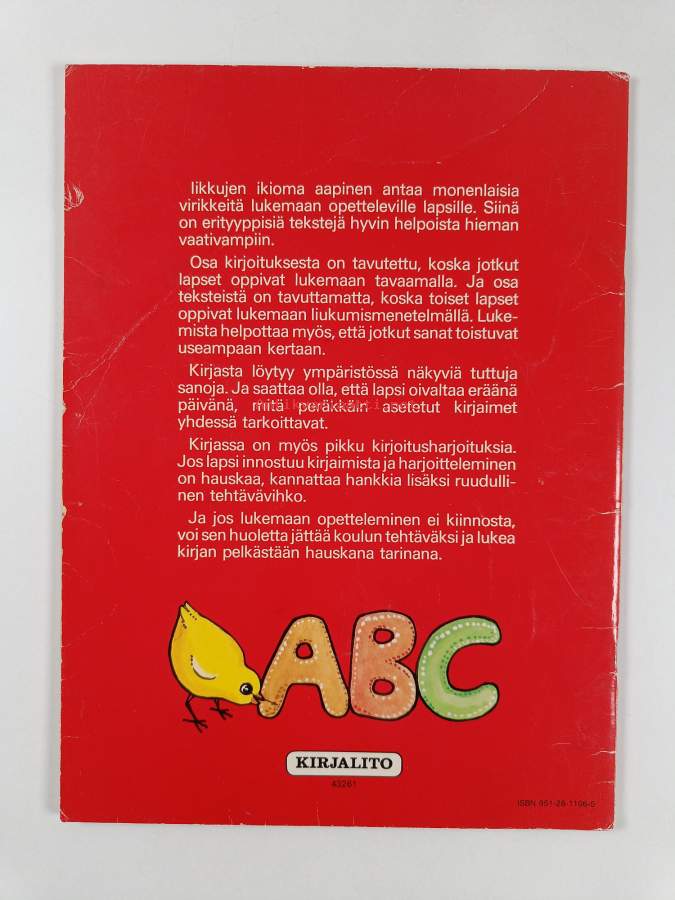 Iikkujen ikioma aapinen antaa monenlaisia
virikkeitä lukemaan opetteleville lapsille. Siinä
on erityyppisiä tekstejä hyvin helpoista hieman
vaativampiin.
Osa kirjoituksesta on tavutettu, koska jotkut
lapset oppivat lukemaan tavaamalla. Ja osa
teksteistä on tavuttamatta, koska toiset lapset
oppivat lukemaan liukumismenetelmällä. Luke-
mista helpottaa myös, että jotkut sanat toistuvat
useampaan kertaan.
Kirjasta löytyy ympäristössä näkyviä tuttuja
sanoja. Ja saattaa olla, että lapsi oivaltaa eräänä
päivänä, mitä peräkkäin asetetut kirjaimet
yhdessä tarkoittavat.
Kirjassa on myös pikku kirjoitusharjoituksia.
Jos lapsi innostuu kirjaimista ja harjoitteleminen
on hauskaa, kannattaa hankkia lisäksi ruudulli-
nen tehtävävihko.
Ja jos lukemaan opetteleminen ei kiinnosta,
voi sen huoletta jättää koulun tehtäväksi ja lukea
kirjan pelkästään hauskana tarinana.
ABC
KIRJALITO
43261
ISBN 951-28-1106-5